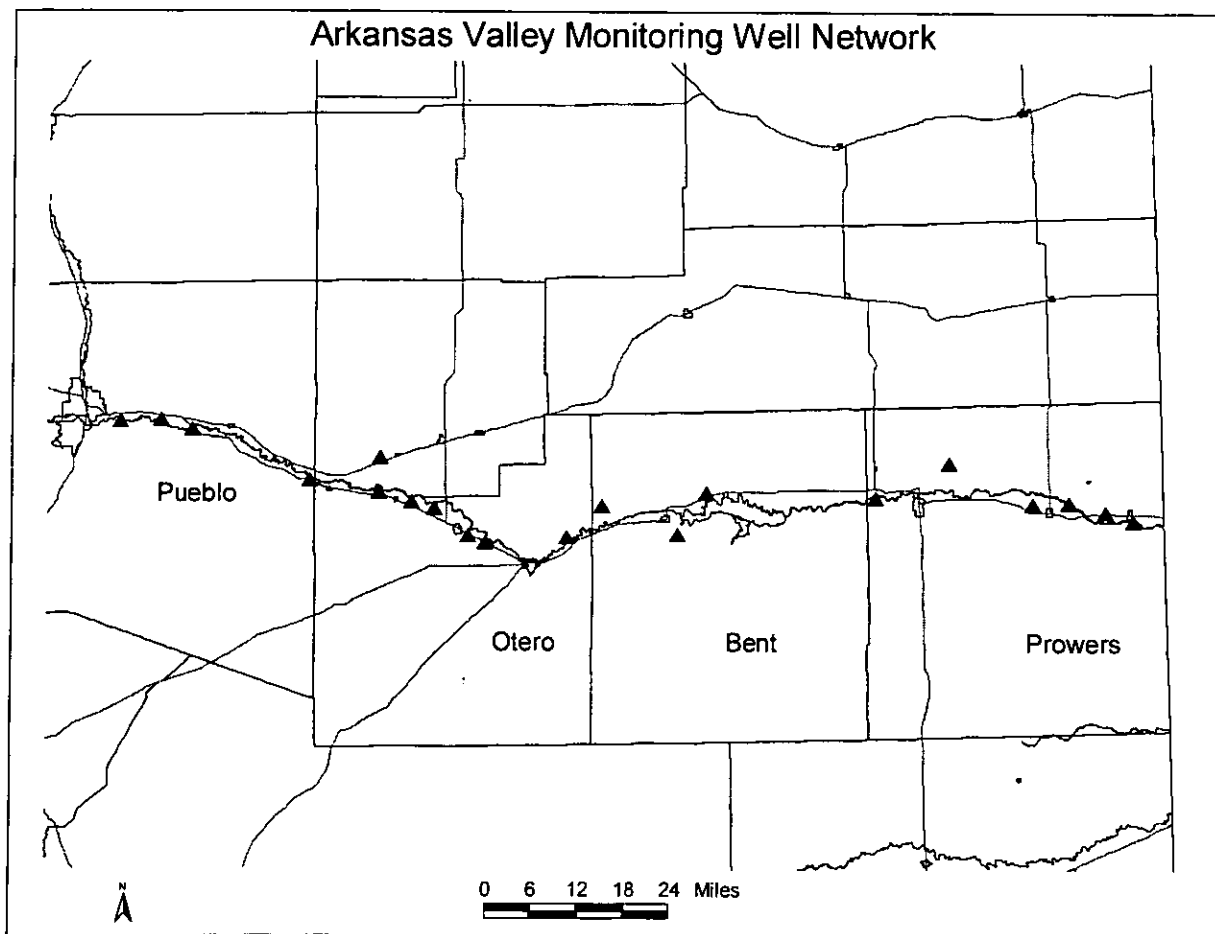 Arkansas Valley Monitoring Well Network
Pueblo
Otero
Bent
Prowers
N
0 6 12 18 24 Miles